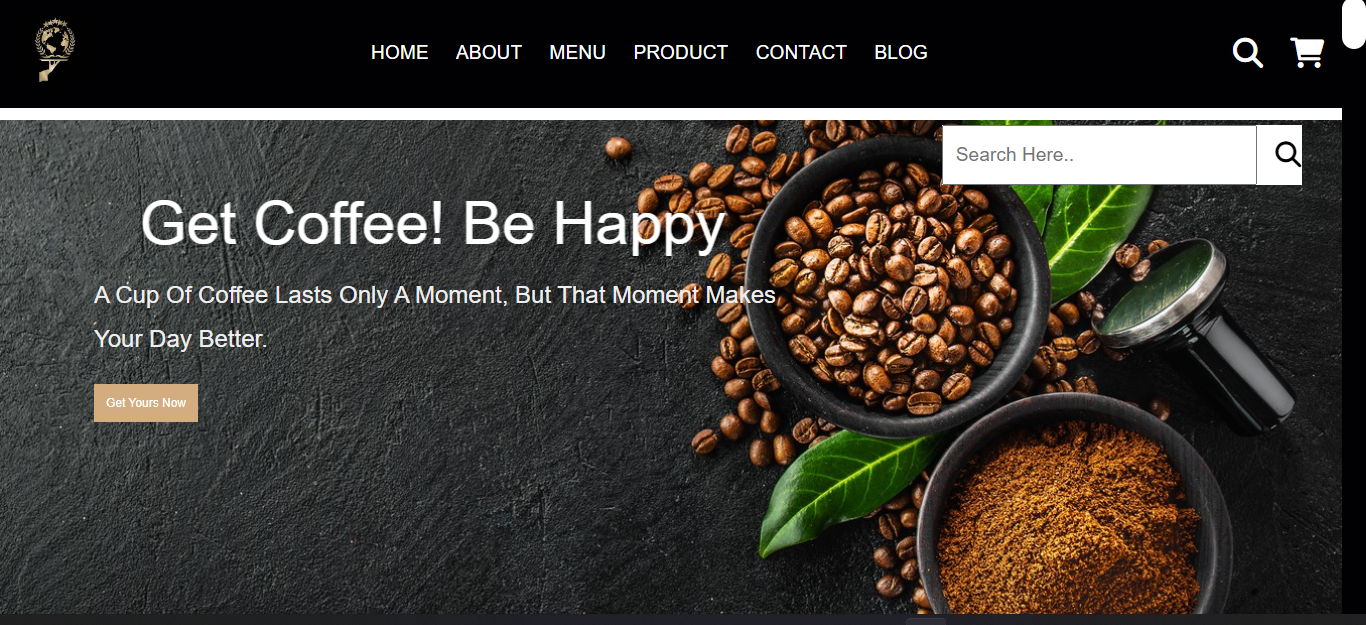 HOME ABOUT MENU PRODUCT CONTACT BLOG
Search Here..
Get Coffee! Be Happy
A Cup Of Coffee Lasts Only A Moment, But That Moment Makes
Your Day Better.
Get Yours Now